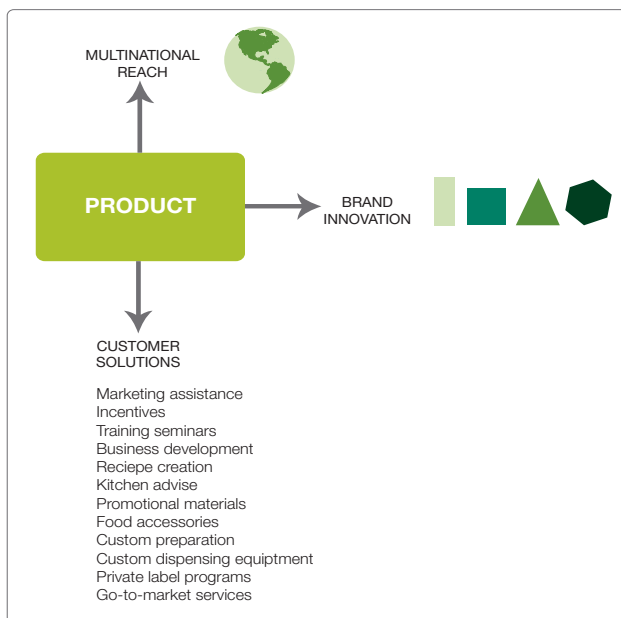 MULTINATIONAL
REACH
PRODUCT
BRAND
INNOVATION
CUSTOMER
SOLUTIONS
Marketing assistance
Incentives
Training seminars
Business development
Reciepe creation
Kitchen advise
Promotional materials
Food accessories
Custom preparation
Custom dispensing equiptment
Private label programs
Go-to-market services